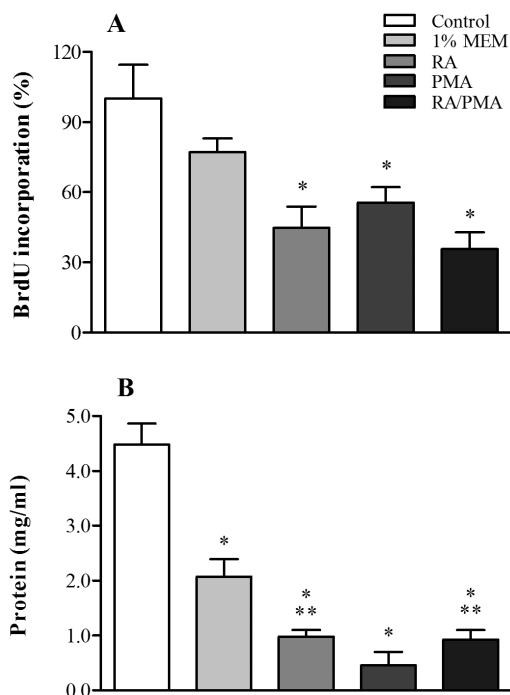 A
Control
1% MEM
RA
PMA
RA/PMA
BrdU incorporation (%)
120
90
60
30
0
*
*
*
B
Protein (mg/ml)
5.0
4.0
3.0
2.0
1.0
0.0
*
*
**
*
*
**